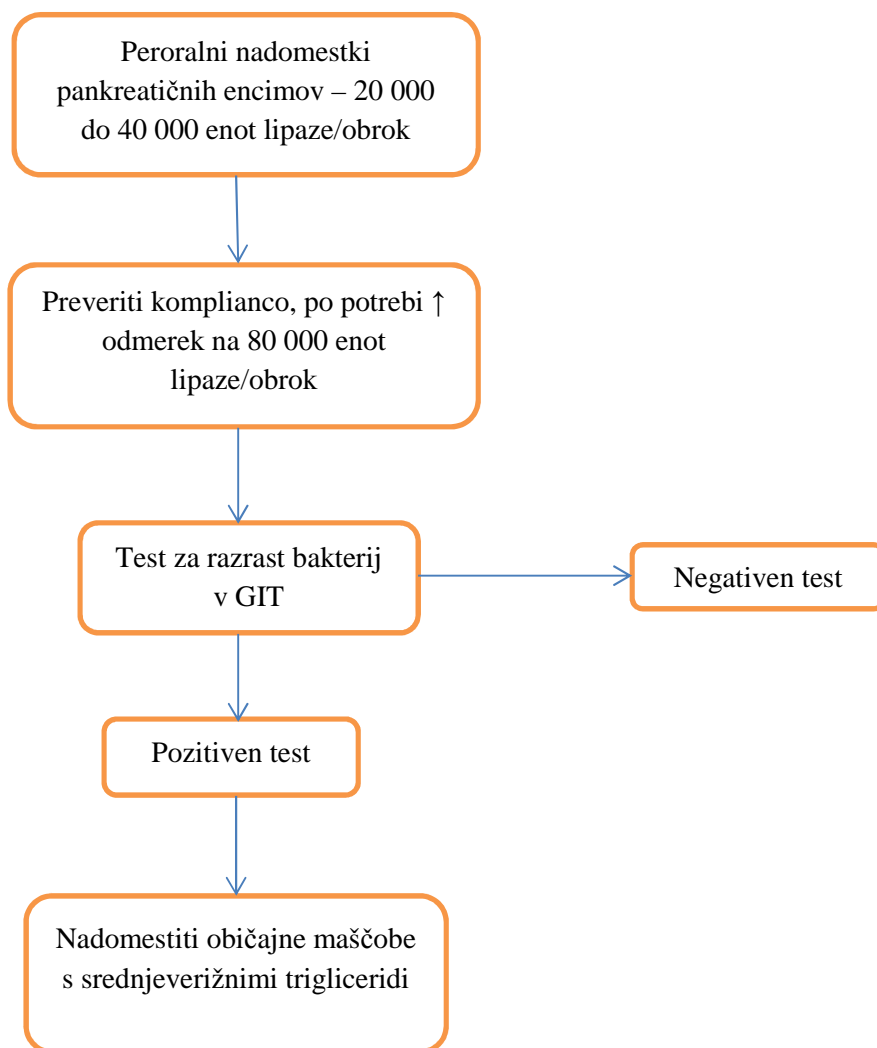 Peroralni nadomestki
pankreatičnih encimov – 20 000
do 40 000 enot lipaze/obrok
Preveriti komplianco, po potrebi ↑
odmerek na 80 000 enot
lipaze/obrok
Test za razrast bakterij
v GIT
Negativen test
Pozitiven test
Nadomestiti običajne maščobe
s srednjeverižnimi trigliceridi